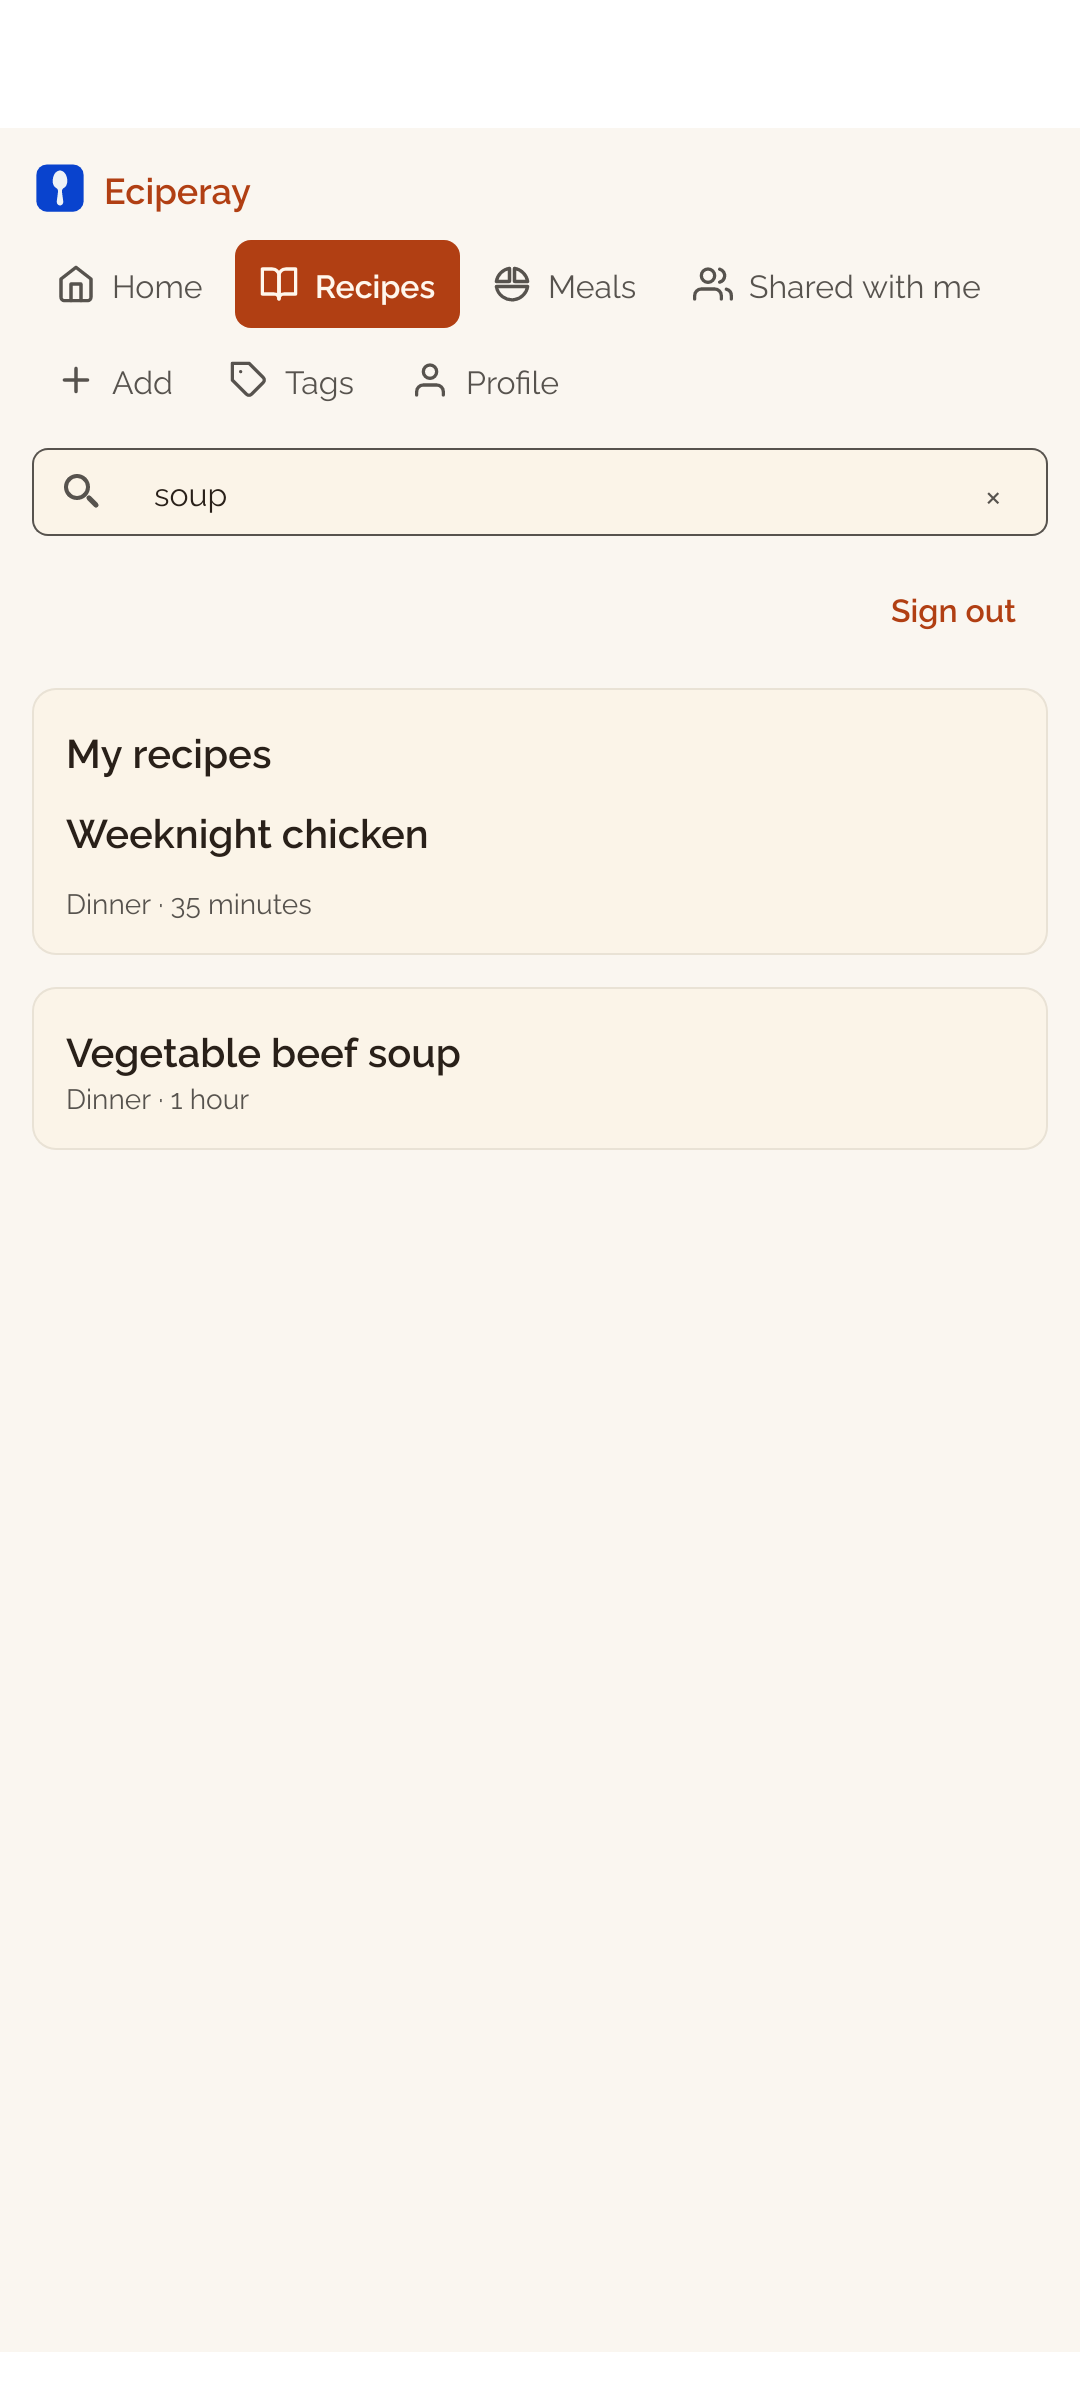 Eciperay
Home
Recipes
Meals
Shared with me
Add
Tags
Profile
soup
×
Sign out
My recipes
Weeknight chicken
Dinner · 35 minutes
Vegetable beef soup
Dinner · 1 hour